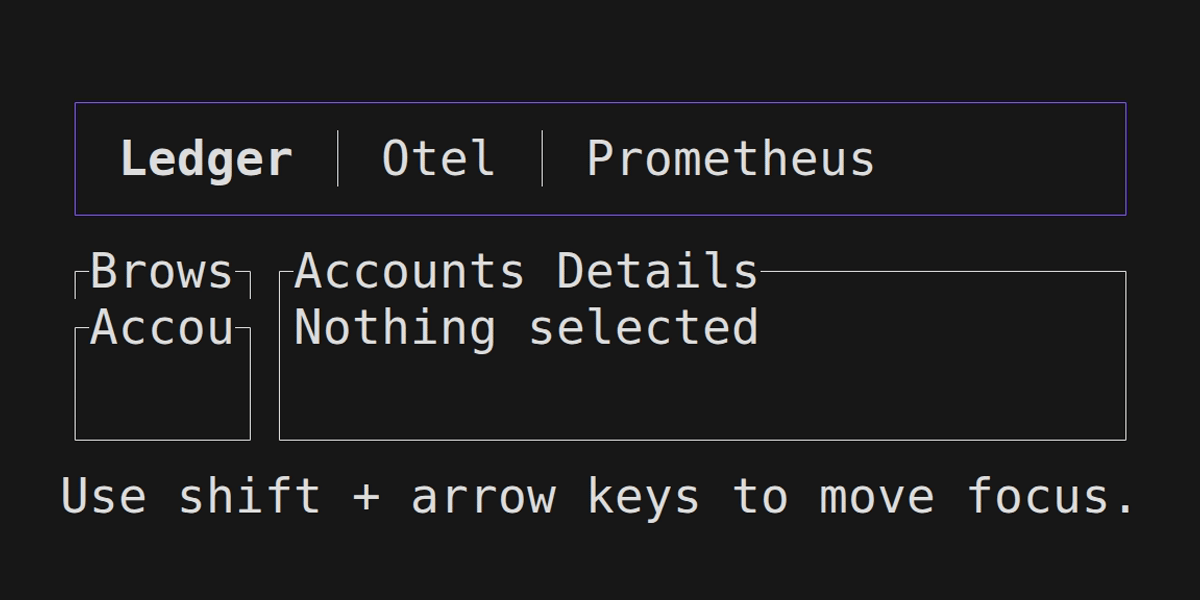 Ledger Otel Prometheus
Brows Accounts Details
Accou Nothing selected
Use shift + arrow keys to move focus.